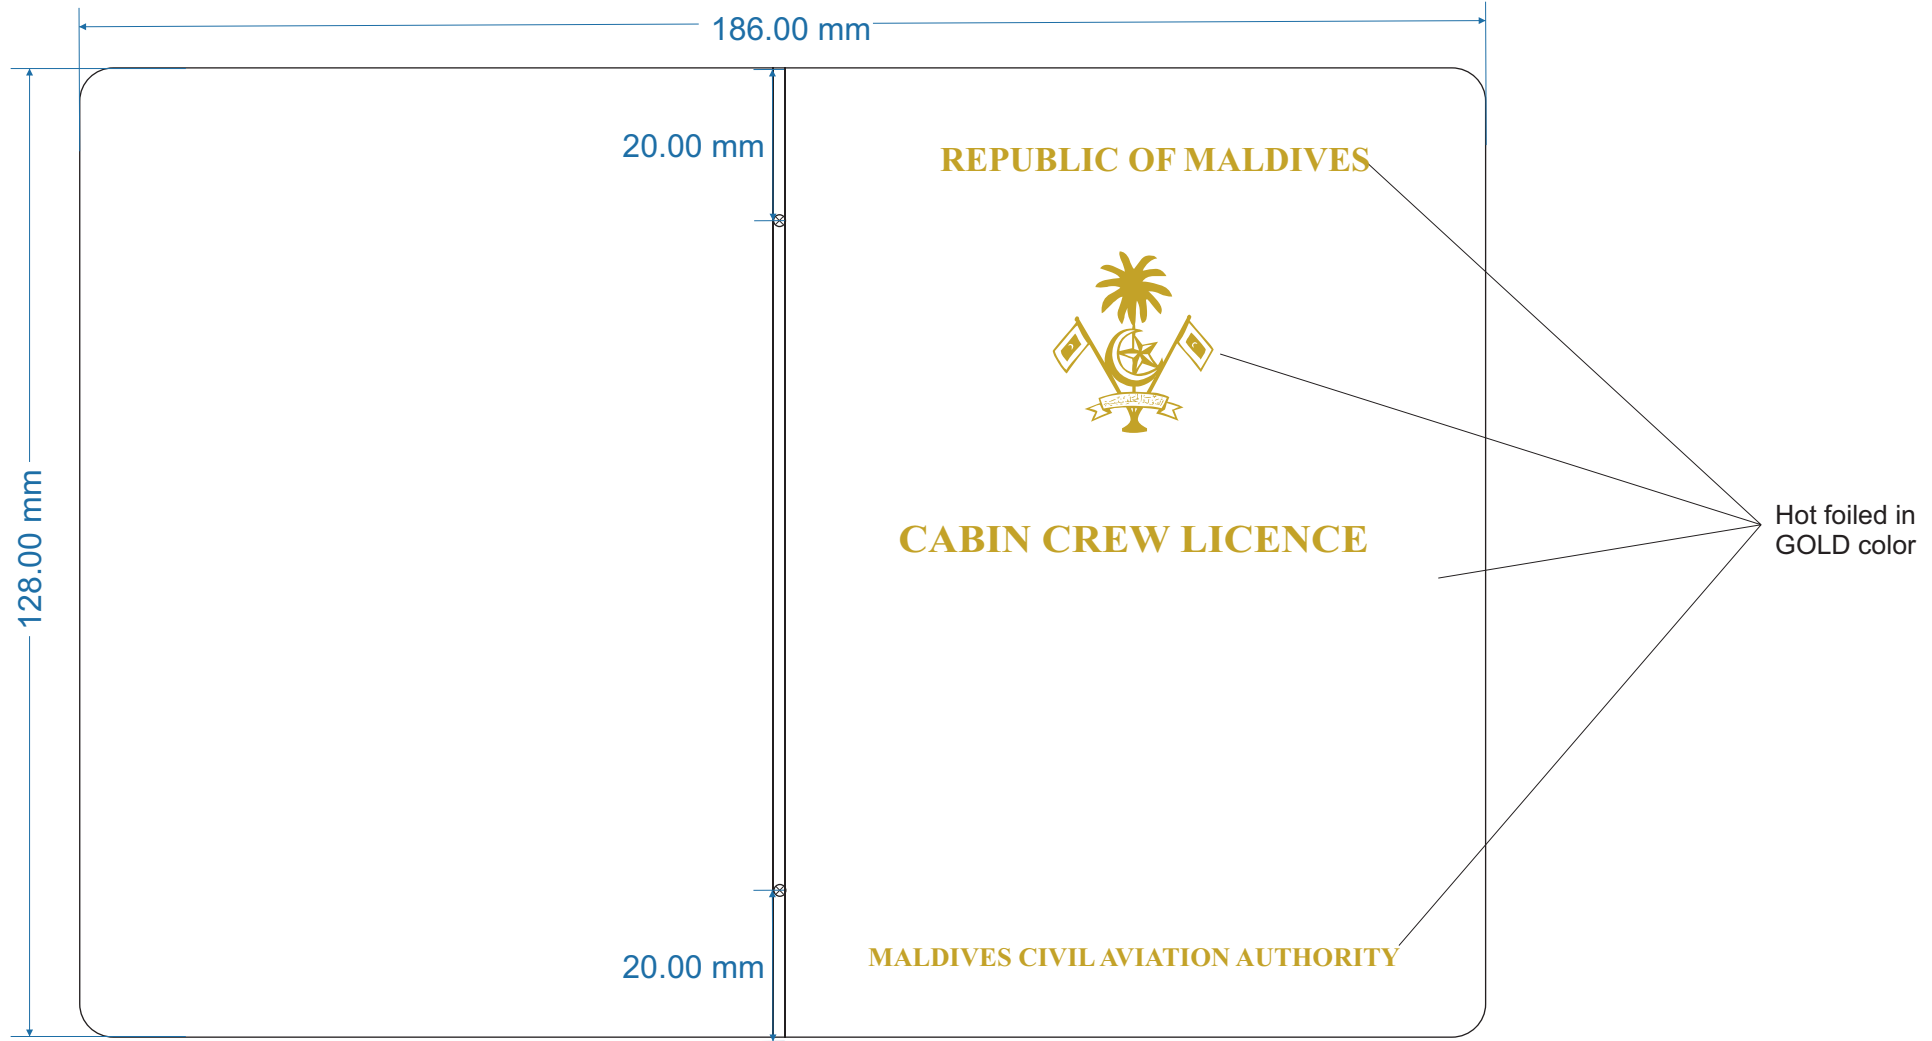 186.00 mm
20.00 mm
REPUBLIC OF MALDIVES
128.00 mm
CABIN CREW LICENCE
Hot foiled in
GOLD color
20.00 mm
MALDIVES CIVIL AVIATION AUTHORITY